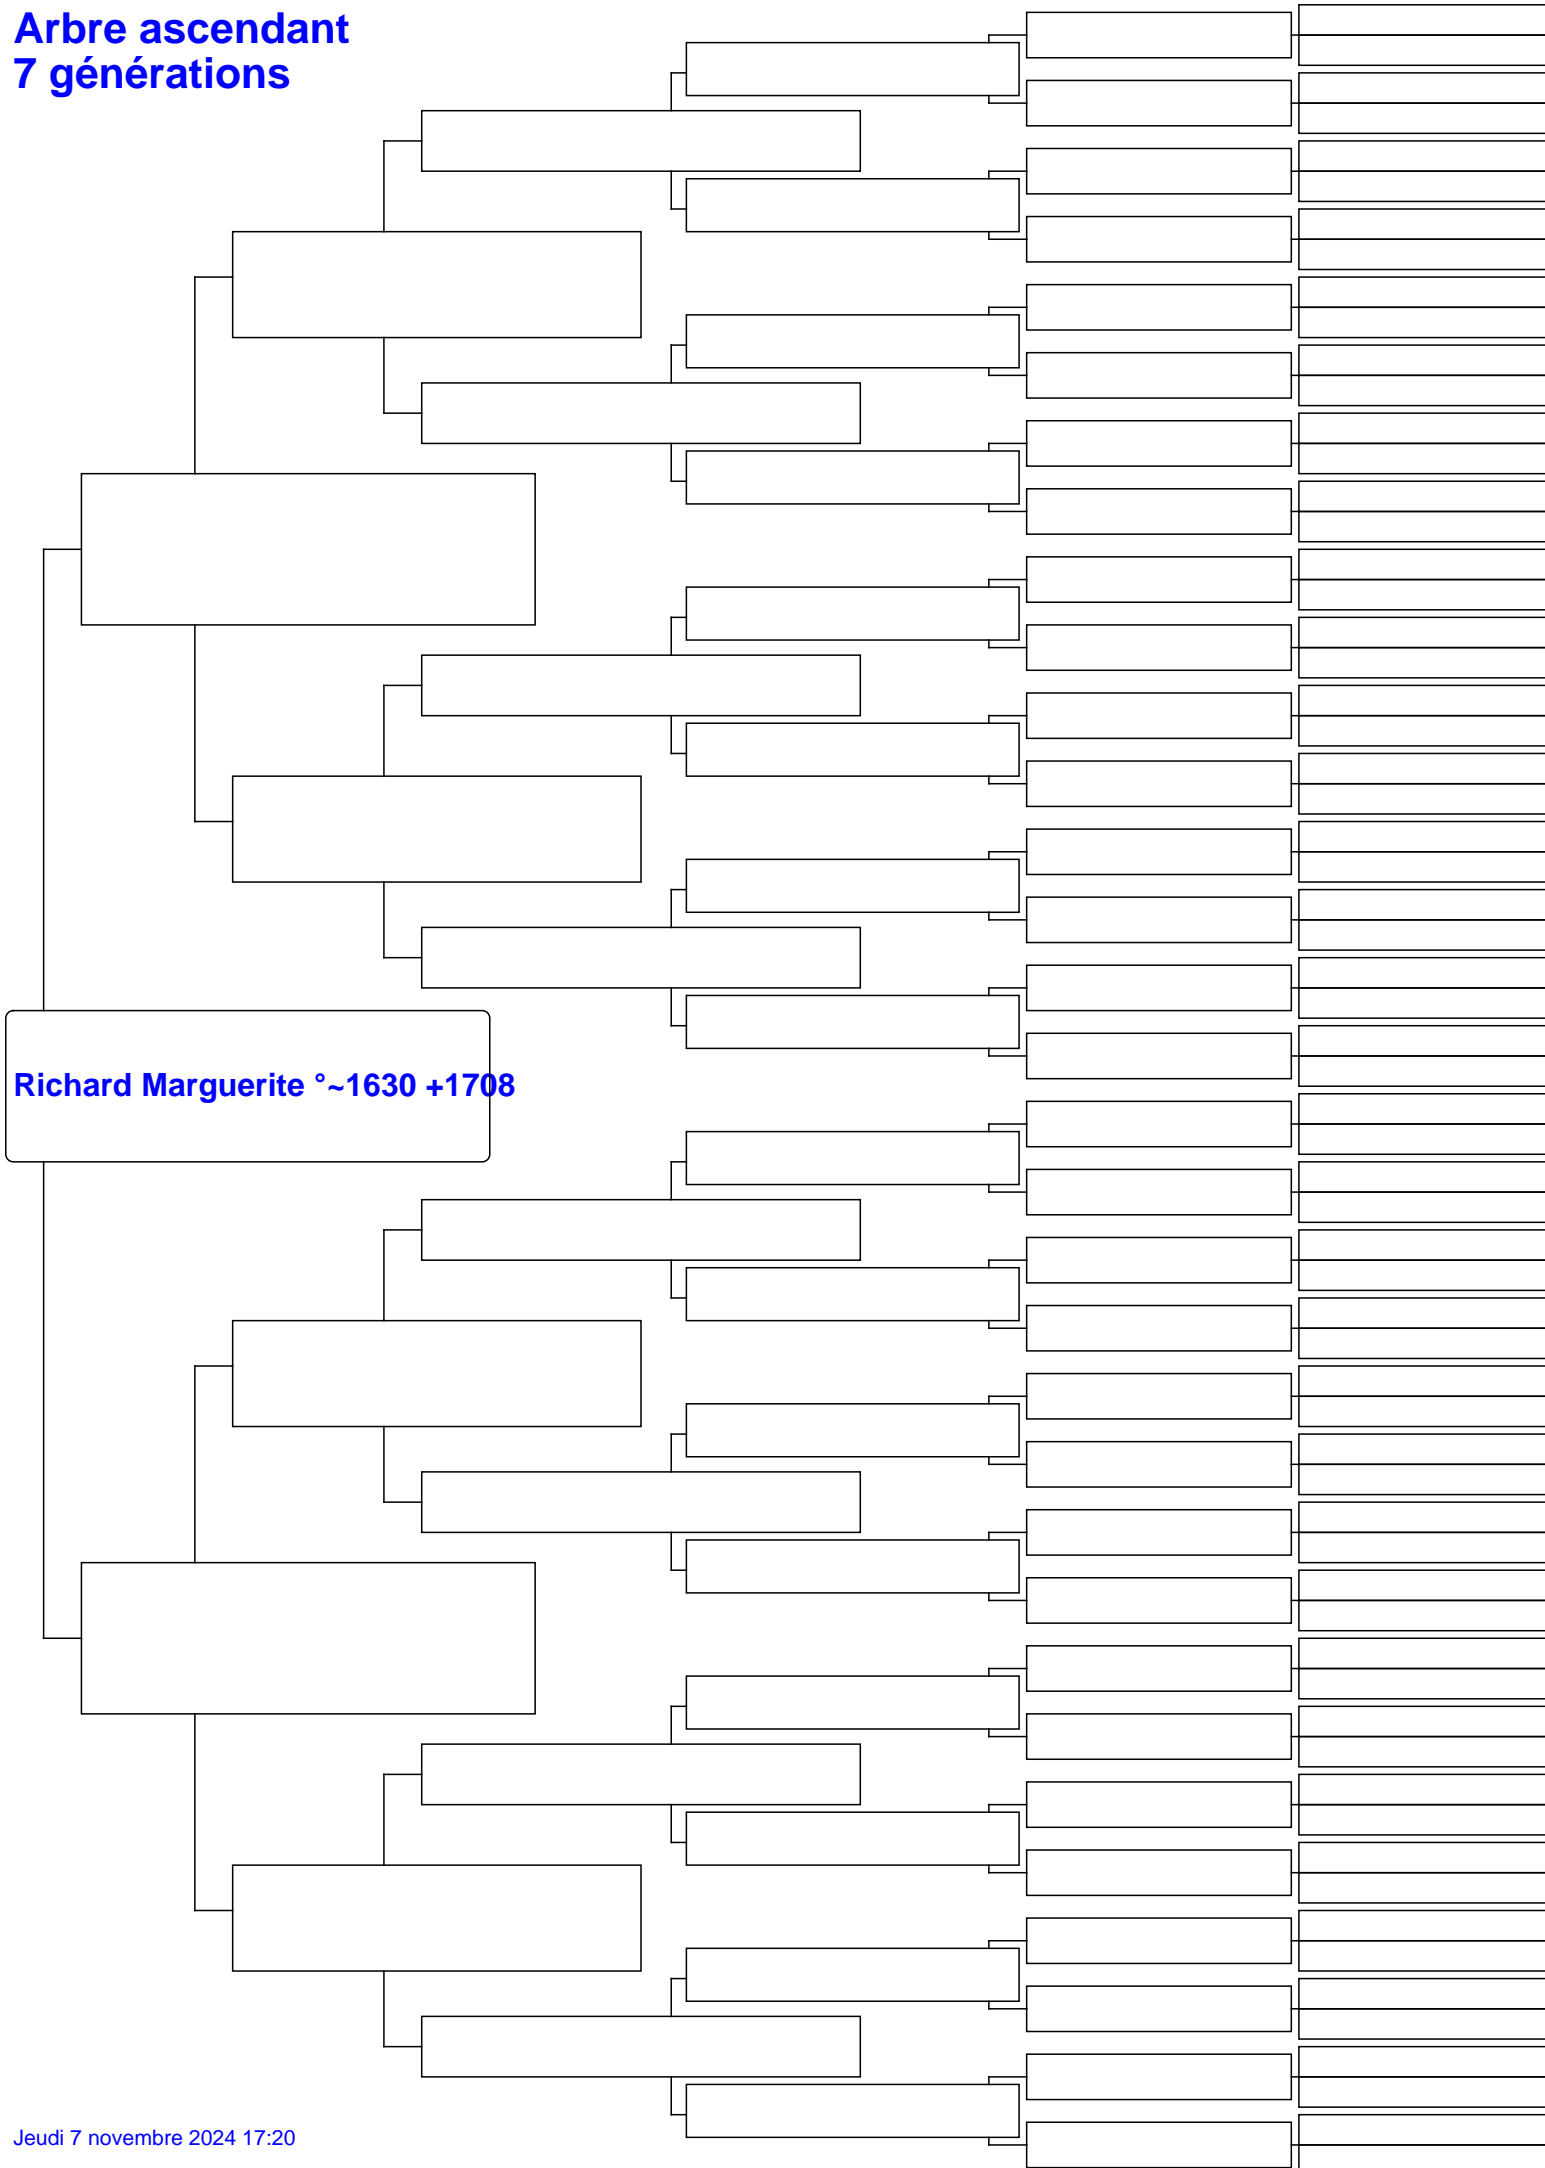 Arbre ascendant
7 générations
Richard Marguerite °~1630 +1708
Jeudi 7 novembre 2024 17:20